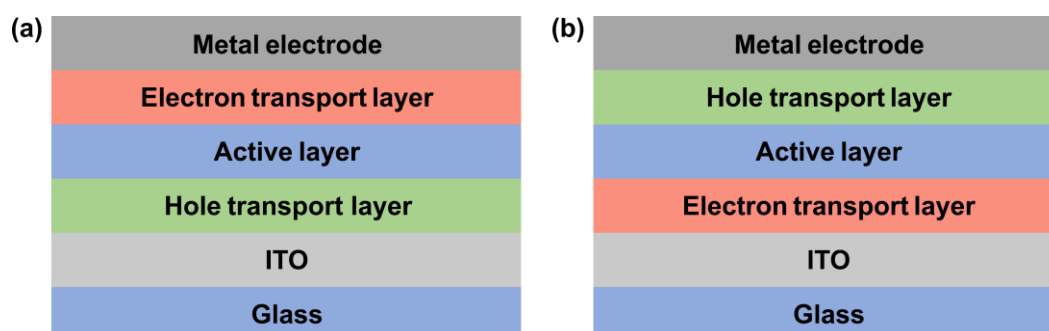 (a)
Metal electrode
Electron transport layer
Active layer
Hole transport layer
ITO
Glass
(b)
Metal electrode
Hole transport layer
Active layer
Electron transport layer
ITO
Glass